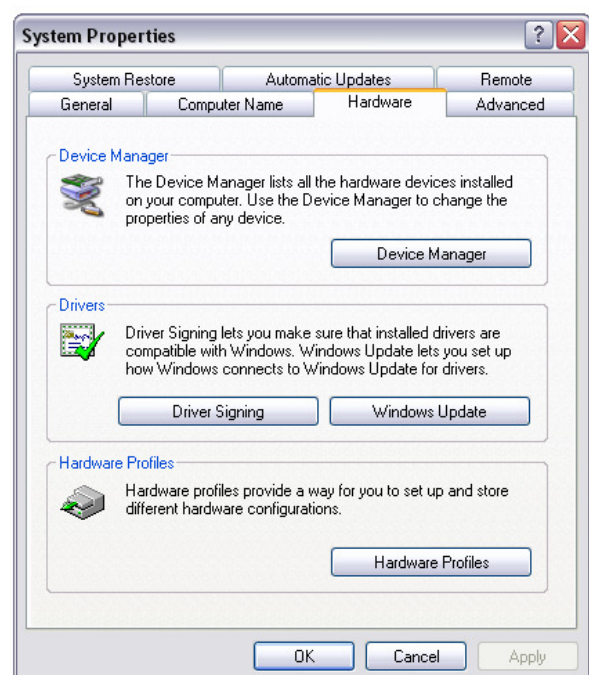 System Properties
System Restore
Automatic Updates
Remote
General
Computer Name
Hardware
Advanced
Device Manager
The Device Manager lists all the hardware devices installed
on your computer. Use the Device Manager to change the
properties of any device.
Device Manager
Drivers
Driver Signing lets you make sure that installed drivers are
compatible with Windows. Windows Update lets you set up
how Windows connects to Windows Update for drivers.
Driver Signing
Windows Update
Hardware Profiles
Hardware profiles provide a way for you to set up and store
different hardware configurations.
Hardware Profiles
OK
Cancel
Apply